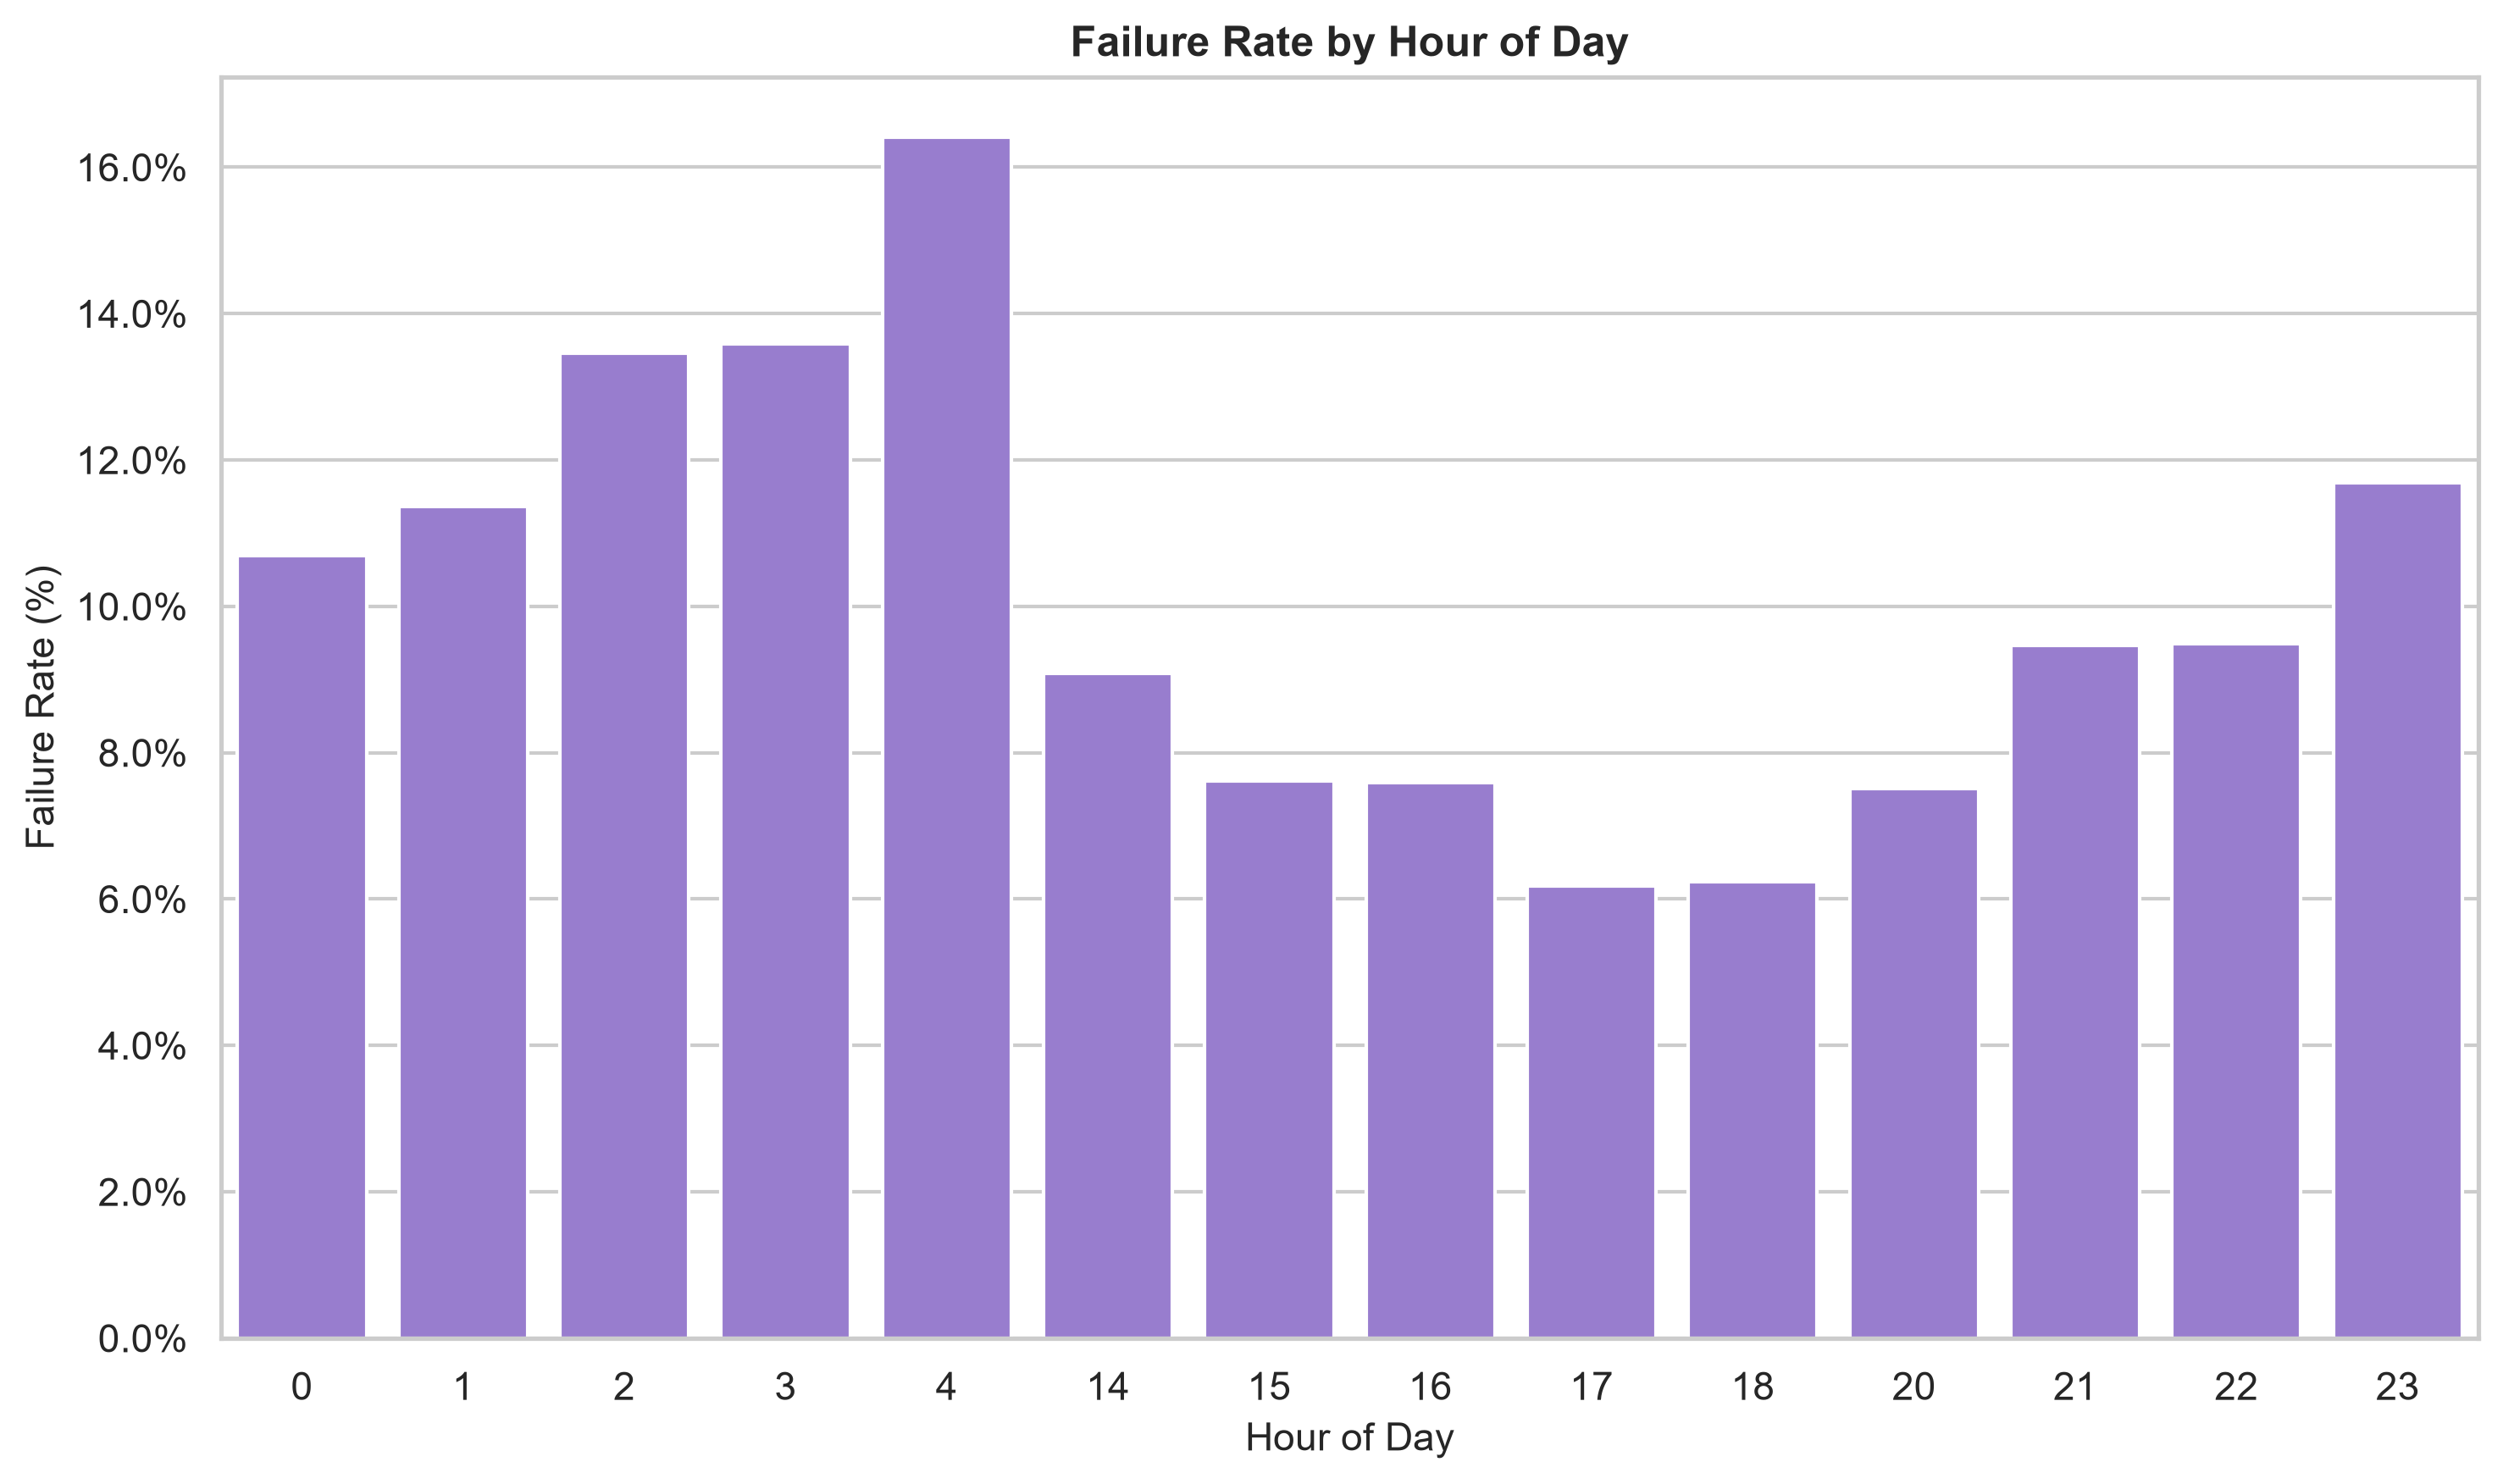 Failure Rate by Hour of Day
Failure Rate (%)
16.0%
14.0%
12.0%
10.0%
8.0%
6.0%
4.0%
2.0%
0.0%
0 1 2 3 4 14 15 16 17 18 20 21 22 23
Hour of Day